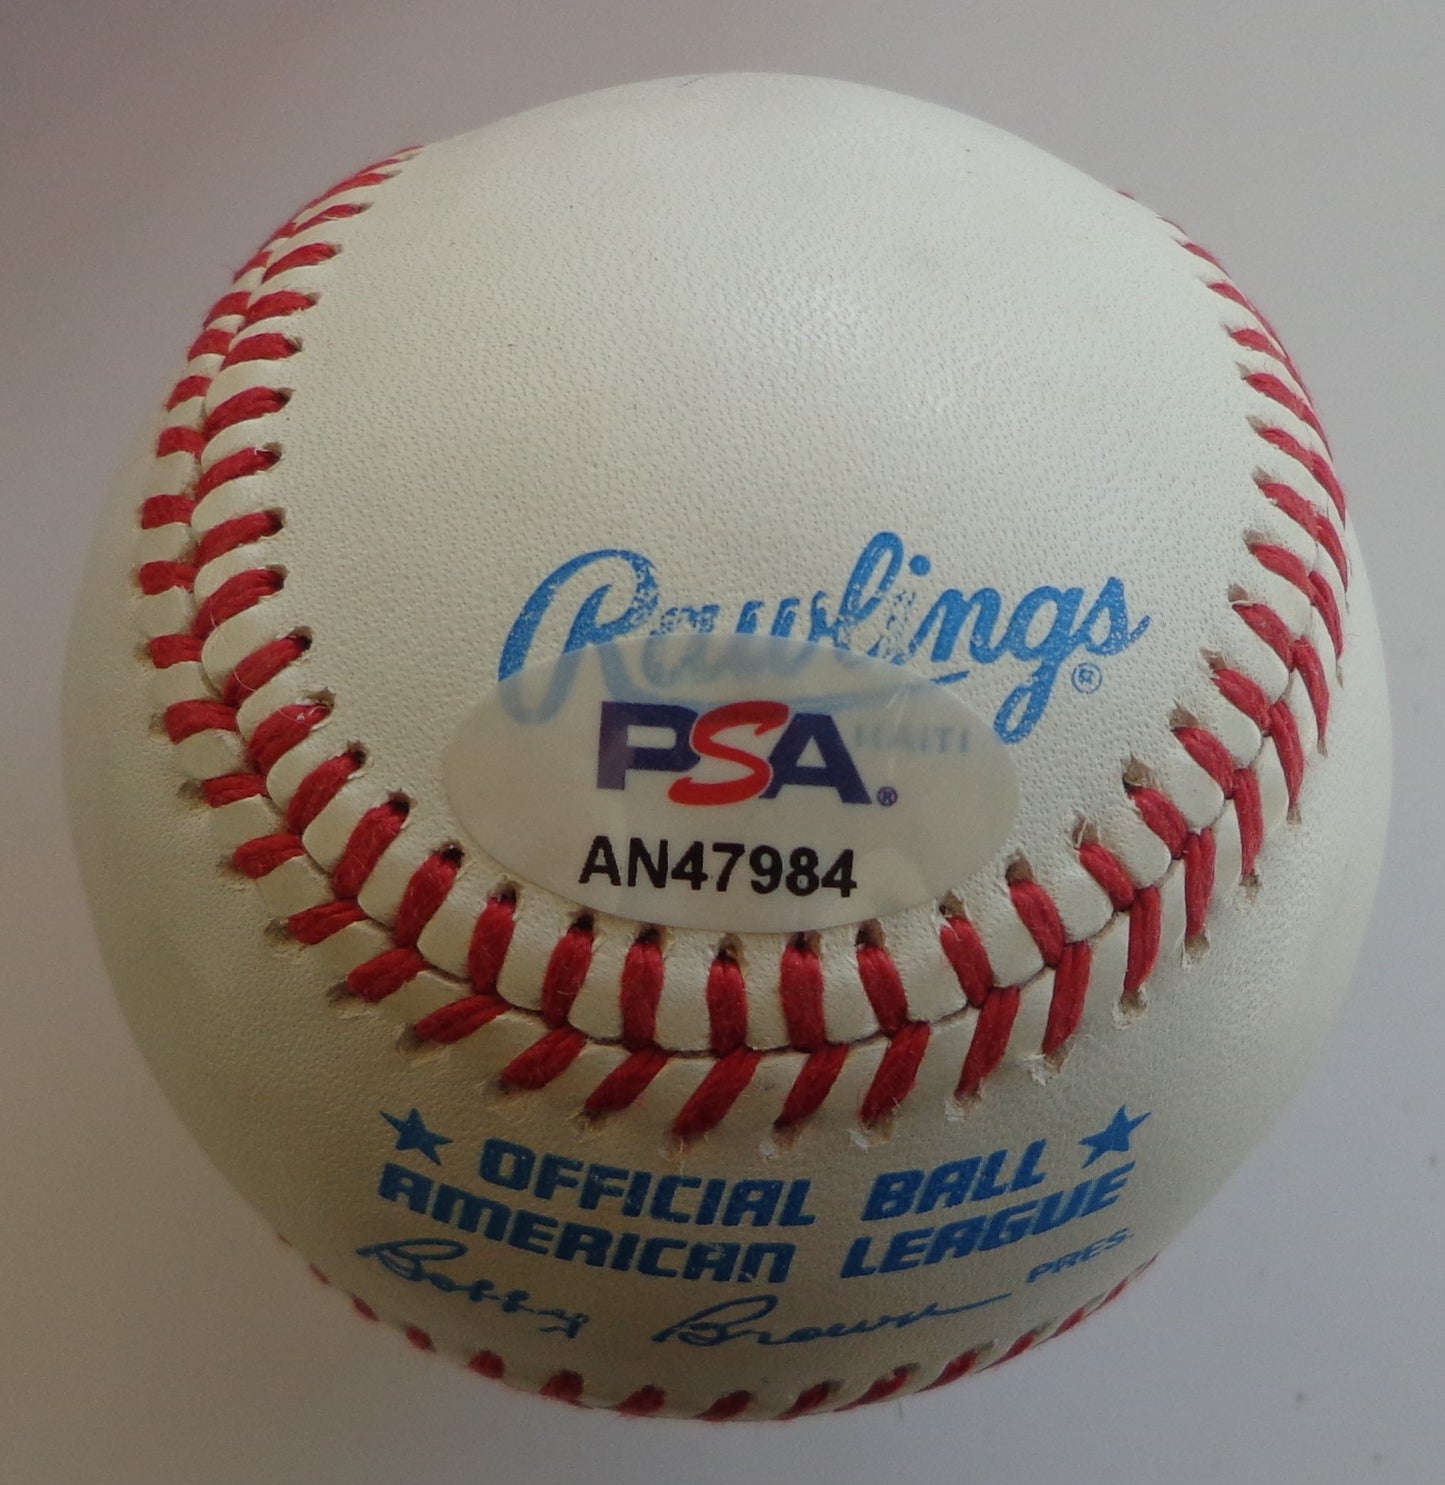 Rawlings ®
HAITI
PSA ®
AN47984
★ OFFICIAL BALL ★
AMERICAN LEAGUE
Bobby Brown PRES.